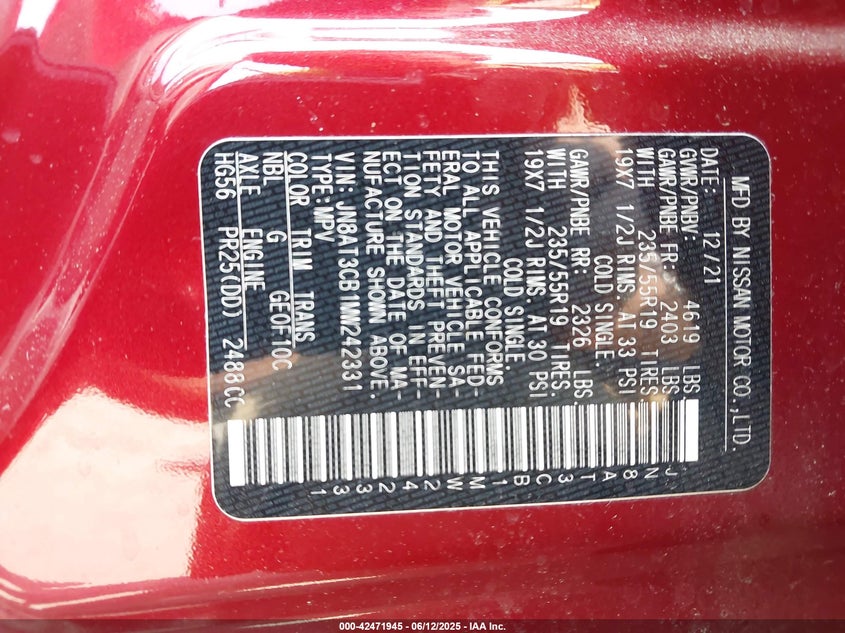 MFD BY NISSAN MOTOR CO.,LTD.
DATE: 12/21
GVWR/PNBV: 4619 LBS.
GAWR/PNBE FR: 2403 LBS.
WITH 235/55R19 TIRES.
19X7 1/2J RIMS. AT 33 PSI
COLD SINGLE.
GAWR/PNBE RR: 2326 LBS.
WITH 235/55R19 TIRES.
19X7 1/2J RIMS. AT 30 PSI
COLD SINGLE.
THIS VEHICLE CONFORMS
TO ALL APPLICABLE FED-
ERAL MOTOR VEHICLE SA-
FETY AND THEFT PREVEN-
TION STANDARDS IN EFF-
ECT ON THE DATE OF MA-
NUFACTURE SHOWN ABOVE.
VIN:JN8AT3CB1MW242331
TYPE:MPV
COLOR TRIM TRANS
NBL G GE0F10C
AXLE ENGINE
HG56 PR25(DD) 2488CC
JN8AT3CB1MW242331
000-42471945 - 06/12/2025 - IAA Inc.